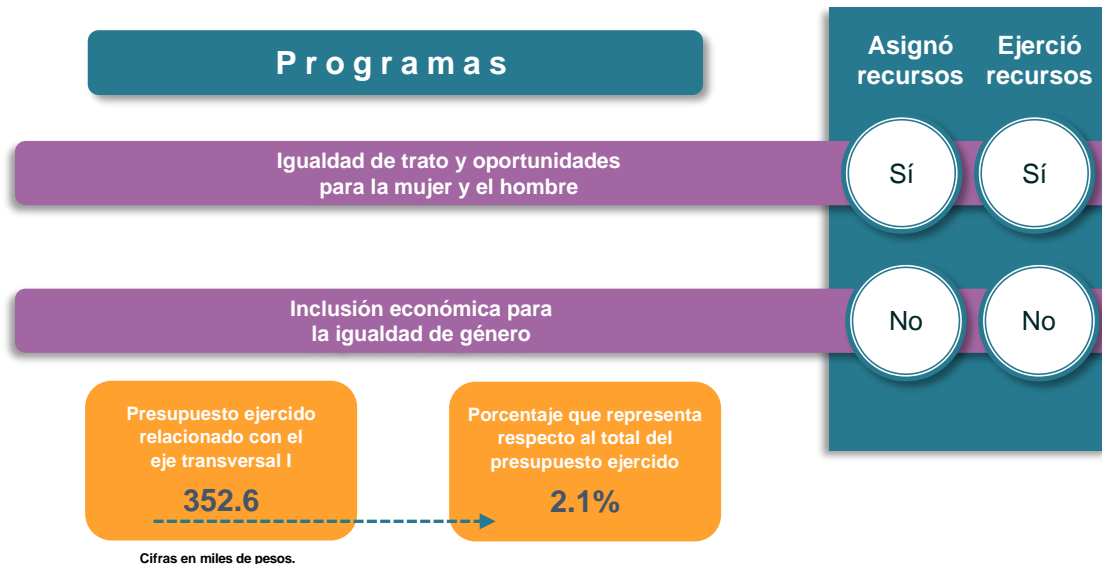 Programas
Asignó recursos
Ejerció recursos
Igualdad de trato y oportunidades
para la mujer y el hombre
Sí
Sí
Inclusión económica para
la igualdad de género
No
No
Presupuesto ejercido
relacionado con el
eje transversal I
352.6
Porcentaje que representa
respecto al total del
presupuesto ejercido
2.1%
Cifras en miles de pesos.